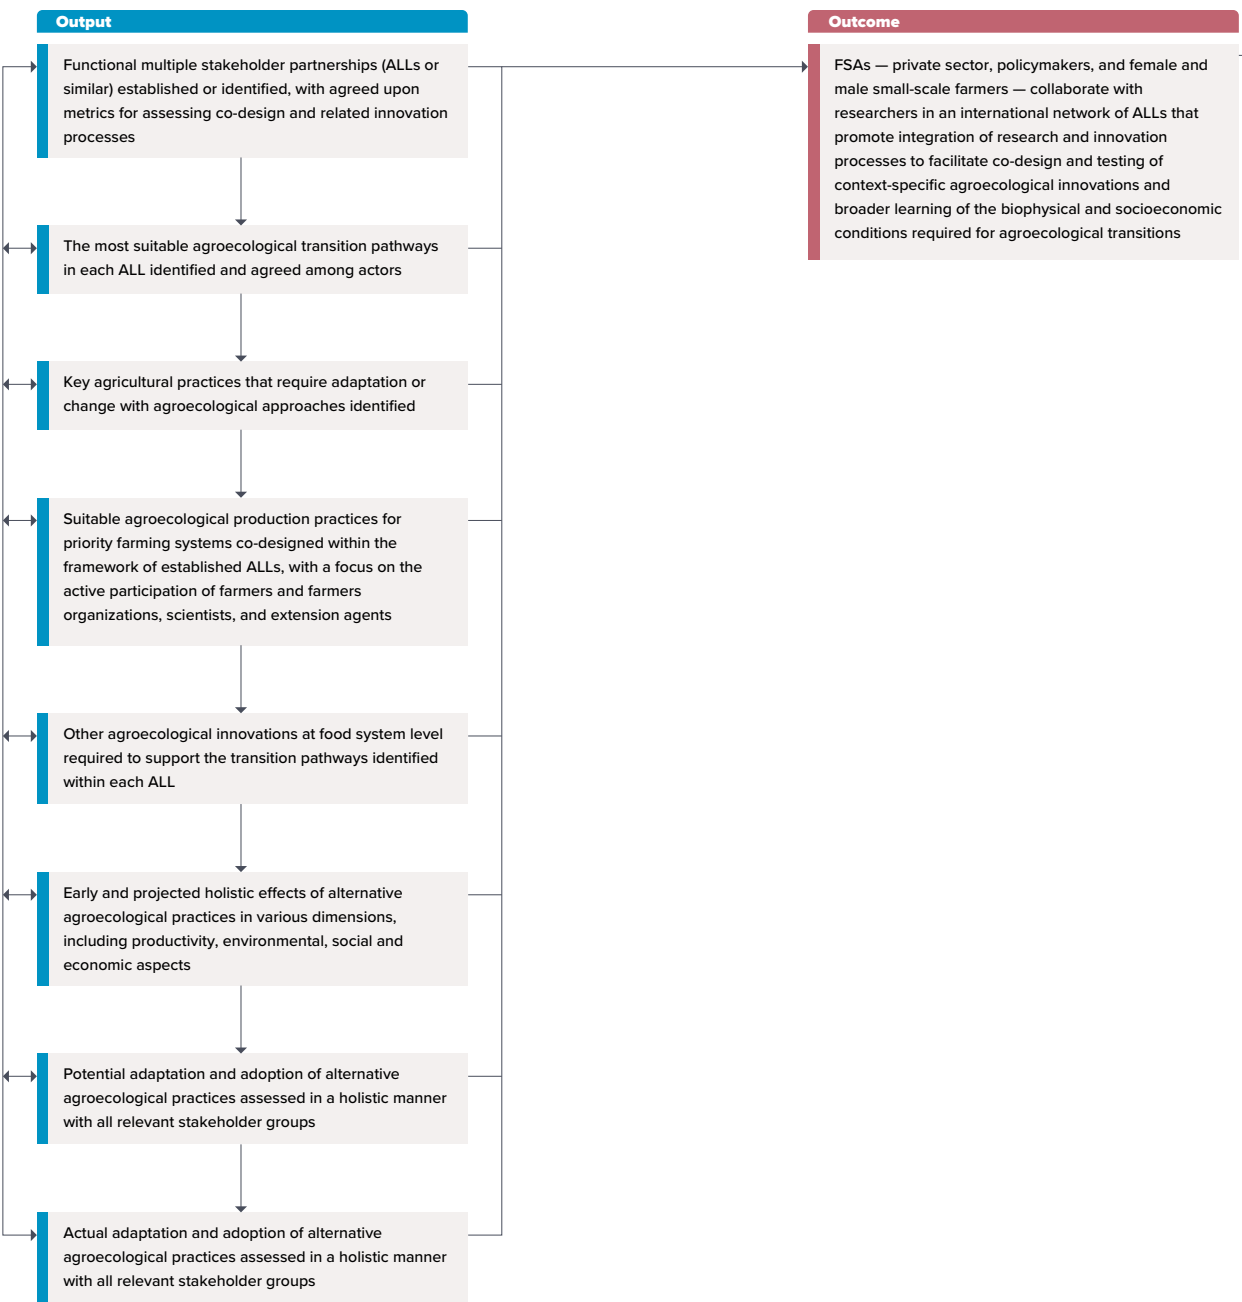 Output
Functional multiple stakeholder partnerships (ALLs or
similar) established or identified, with agreed upon
metrics for assessing co-design and related innovation
processes
The most suitable agroecological transition pathways
in each ALL identified and agreed among actors
Key agricultural practices that require adaptation or
change with agroecological approaches identified
Suitable agroecological production practices for
priority farming systems co-designed within the
framework of established ALLs, with a focus on the
active participation of farmers and farmers
organizations, scientists, and extension agents
Other agroecological innovations at food system level
required to support the transition pathways identified
within each ALL
Early and projected holistic effects of alternative
agroecological practices in various dimensions,
including productivity, environmental, social and
economic aspects
Potential adaptation and adoption of alternative
agroecological practices assessed in a holistic manner
with all relevant stakeholder groups
Actual adaptation and adoption of alternative
agroecological practices assessed in a holistic manner
with all relevant stakeholder groups
Outcome
FSAs — private sector, policymakers, and female and
male small-scale farmers — collaborate with
researchers in an international network of ALLs that
promote integration of research and innovation
processes to facilitate co-design and testing of
context-specific agroecological innovations and
broader learning of the biophysical and socioeconomic
conditions required for agroecological transitions